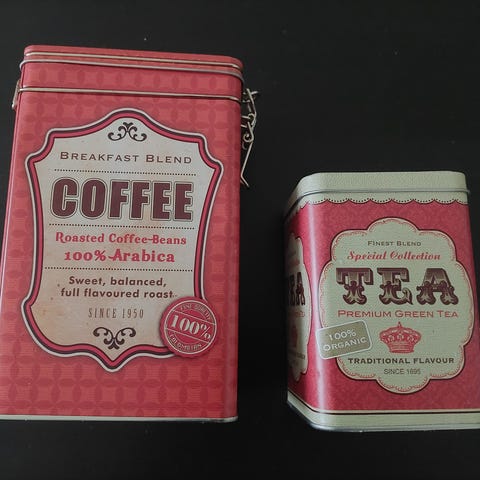 BREAKFAST BLEND
COFFEE
Roasted Coffee-Beans
100% Arabica
Sweet, balanced,
full flavoured roast
SINCE 1950
100%
FINEST BLEND
Special Collection
TEA
PREMIUM GREEN TEA
100%
ORGANIC
TRADITIONAL FLAVOUR
SINCE 1695